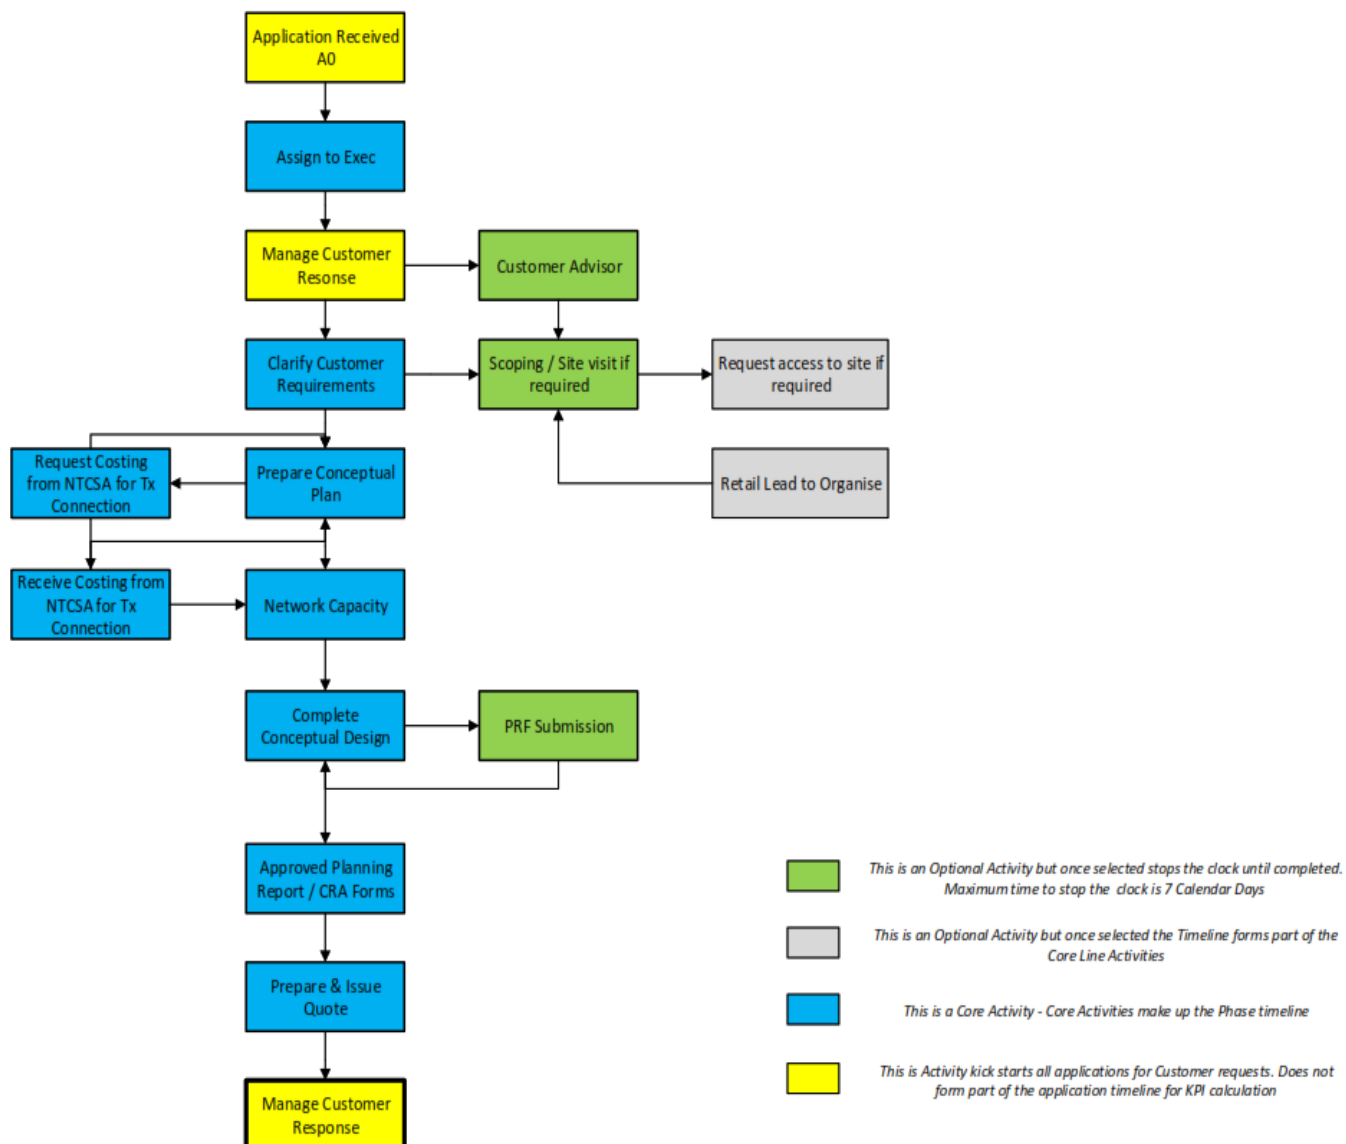 Application Received
A0
Assign to Exec
Manage Customer
Resonse
Customer Advisor
Clarify Customer
Requirements
Scoping / Site visit if
required
Request access to site if
required
Request Costing
from NTCSA for Tx
Connection
Prepare Conceptual
Plan
Retail Lead to Organise
Receive Costing from
NTCSA for Tx
Connection
Network Capacity
Complete
Conceptual Design
PRF Submission
Approved Planning
Report / CRA Forms
Prepare & Issue
Quote
Manage Customer
Response
This is an Optional Activity but once selected stops the clock until completed.
Maximum time to stop the clock is 7 Calendar Days
This is an Optional Activity but once selected the Timeline forms part of the
Core Line Activities
This is a Core Activity - Core Activities make up the Phase timeline
This is Activity kick starts all applications for Customer requests. Does not
form part of the application timeline for KPI calculation